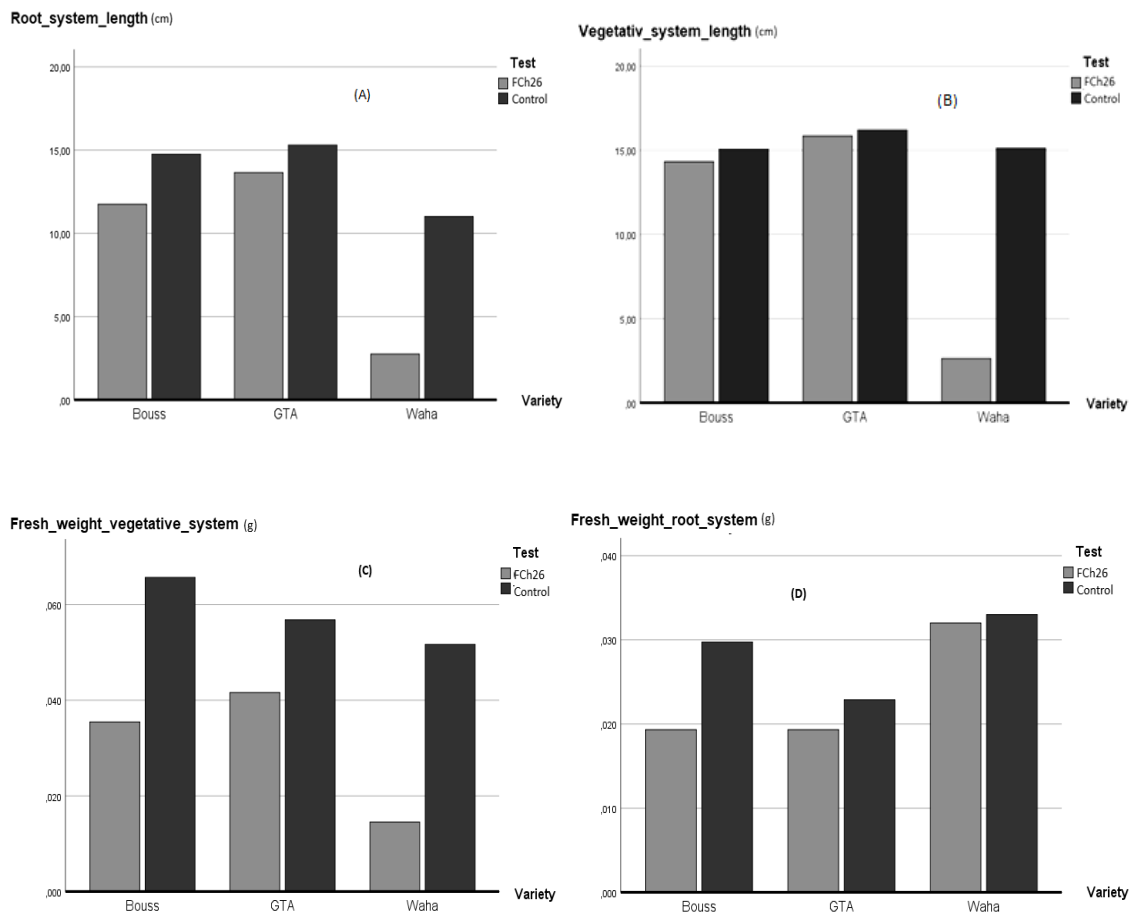 Root_system_length (cm)
Test
FCh26
Control
(A)
20,00
15,00
10,00
5,00
,00
Bouss GTA Waha
Variety
Vegetativ_system_length (cm)
Test
FCh26
Control
(B)
20,00
15,00
10,00
5,00
,00
Bouss GTA Waha
Variety
Fresh_weight_vegetative_system (g)
Test
FCh26
Control
(C)
,060
,040
,020
,000
Bouss GTA Waha
Variety
Fresh_weight_root_system (g)
Test
FCh26
Control
(D)
,040
,030
,020
,010
,000
Bouss GTA Waha
Variety